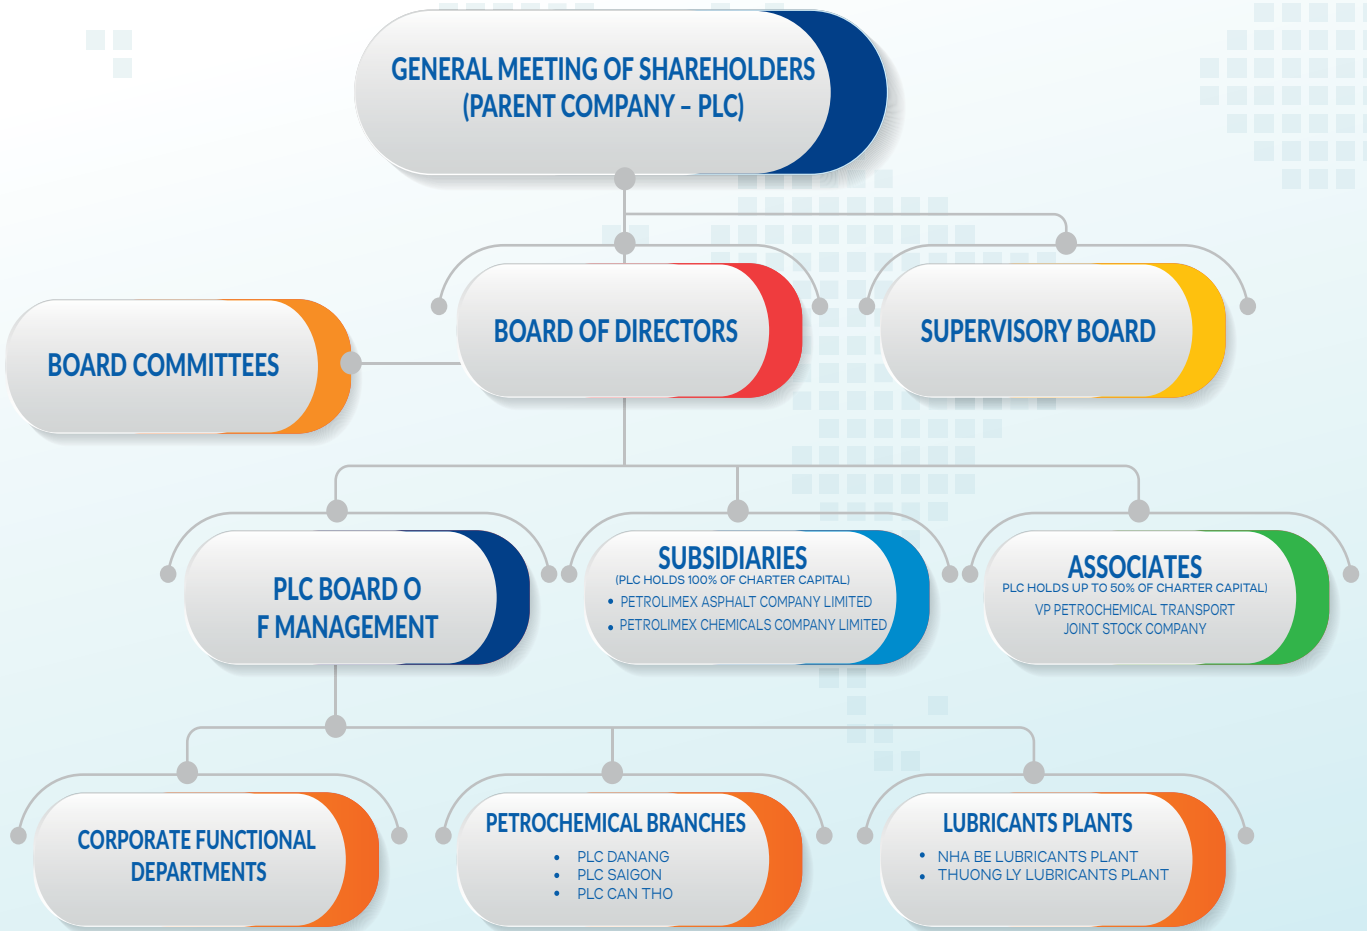 GENERAL MEETING OF SHAREHOLDERS
(PARENT COMPANY – PLC)
BOARD OF DIRECTORS
SUPERVISORY BOARD
BOARD COMMITTEES
PLC BOARD O
F MANAGEMENT
SUBSIDIARIES
(PLC HOLDS 100% OF CHARTER CAPITAL)
• PETROLIMEX ASPHALT COMPANY LIMITED
• PETROLIMEX CHEMICALS COMPANY LIMITED
ASSOCIATES
PLC HOLDS UP TO 50% OF CHARTER CAPITAL)
VP PETROCHEMICAL TRANSPORT
JOINT STOCK COMPANY
CORPORATE FUNCTIONAL
DEPARTMENTS
PETROCHEMICAL BRANCHES
• PLC DANANG
• PLC SAIGON
• PLC CAN THO
LUBRICANTS PLANTS
• NHA BE LUBRICANTS PLANT
• THUONG LY LUBRICANTS PLANT